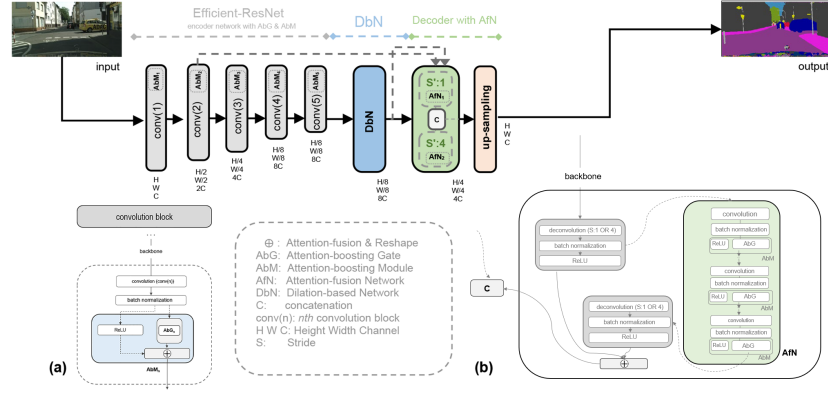 Efficient-ResNet
encoder network with AbG & AbM
DbN
Decoder with AfN
input
output
conv(1)
AbM₁
conv(2)
AbM₂
conv(3)
AbM₃
conv(4)
AbM₄
conv(5)
AbM₅
DbN
S':1
AfN₁
C
S':4
AfN₂
up-sampling
H
W
C
H/2
W/2
2C
H/4
W/4
4C
H/8
W/8
8C
H/8
W/8
8C
H/8
W/8
8C
H/4
W/4
4C
H
W
C
convolution block
...
backbone
convolution (conv(n))
batch normalization
ReLU
AbGₙ
⊕
AbMₙ
(a)
⊕ : Attention-fusion & Reshape
AbG: Attention-boosting Gate
AbM: Attention-boosting Module
AfN: Attention-fusion Network
DbN: Dilation-based Network
C: concatenation
conv(n): nth convolution block
H W C: Height Width Channel
S: Stride
backbone
deconvolution (S:1 OR 4)
batch normalization
ReLU
C
deconvolution (S:1 OR 4)
batch normalization
ReLU
⊕
(b)
convolution
batch normalization
ReLU
AbG
AbM
convolution
batch normalization
ReLU
AbG
AbM
convolution
batch normalization
ReLU
AbG
AbM
AfN